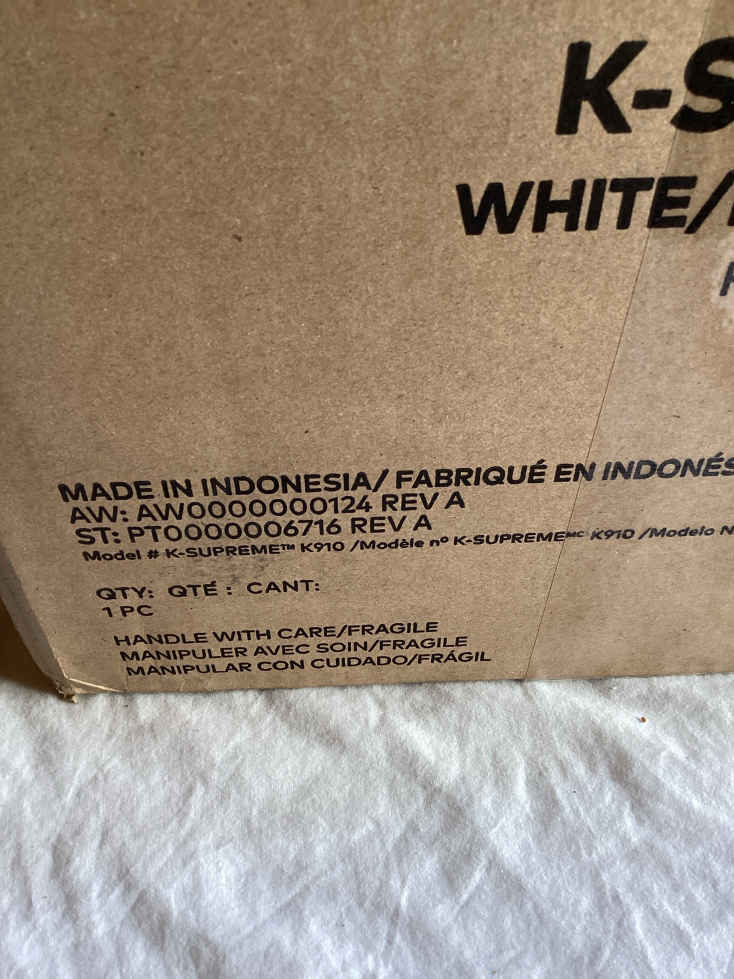 K-S
WHITE/
MADE IN INDONESIA/ FABRIQUÉ EN INDONÉS
AW: AW0000000124 REV A
ST: PT0000006716 REV A
Model # K-SUPREME™ K910 /Modèle nº K-SUPREMEᴹᶜ K910 /Modelo N
QTY: QTÉ : CANT:
1 PC
HANDLE WITH CARE/FRAGILE
MANIPULER AVEC SOIN/FRAGILE
MANIPULAR CON CUIDADO/FRÁGIL